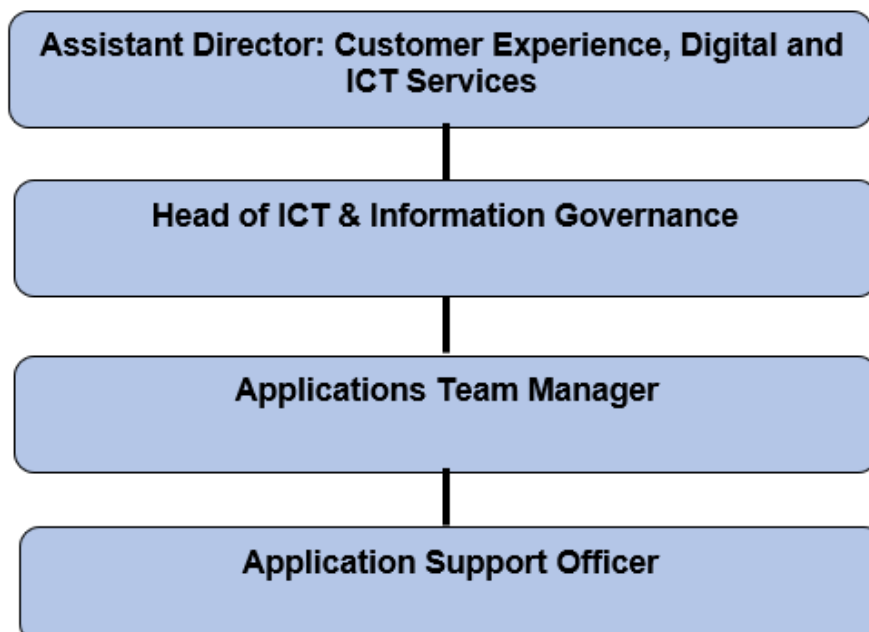 Assistant Director: Customer Experience, Digital and
ICT Services
Head of ICT & Information Governance
Applications Team Manager
Application Support Officer